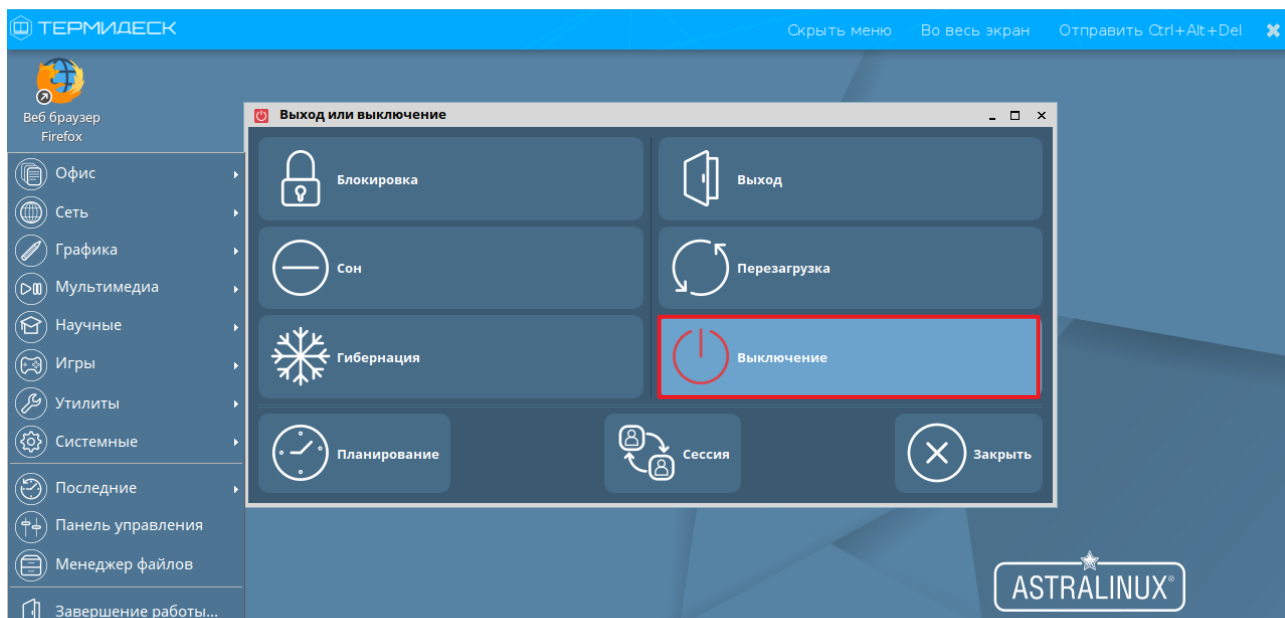 ТЕРМИДЕСК
Скрыть меню
Во весь экран
Отправить Ctrl+Alt+Del
Веб браузер
Firefox
Офис
Сеть
Графика
Мультимедиа
Научные
Игры
Утилиты
Системные
Последние
Панель управления
Менеджер файлов
Завершение работы...
Выход или выключение
Блокировка
Выход
Сон
Перезагрузка
Гибернация
Выключение
Планирование
Сессия
Закрыть
ASTRALINUX®